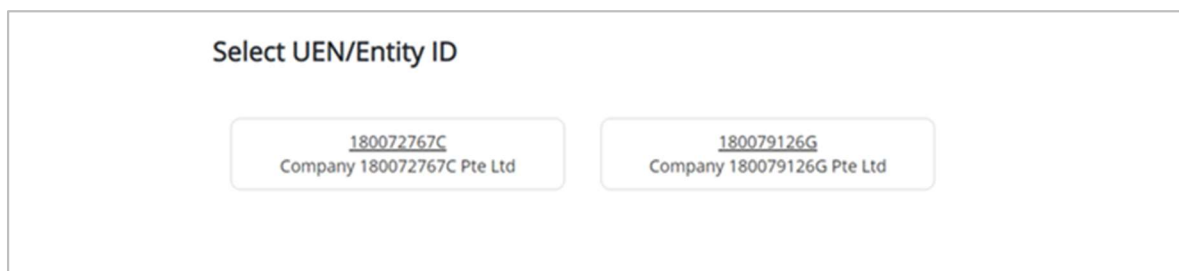 Select UEN/Entity ID
180072767C
Company 180072767C Pte Ltd
180079126G
Company 180079126G Pte Ltd